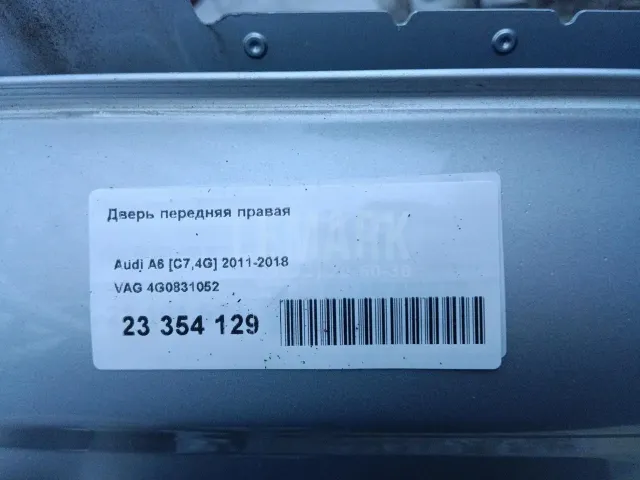 Дверь передняя правая
Audi A6 [C7,4G] 2011-2018
VAG 4G0831052
23 354 129